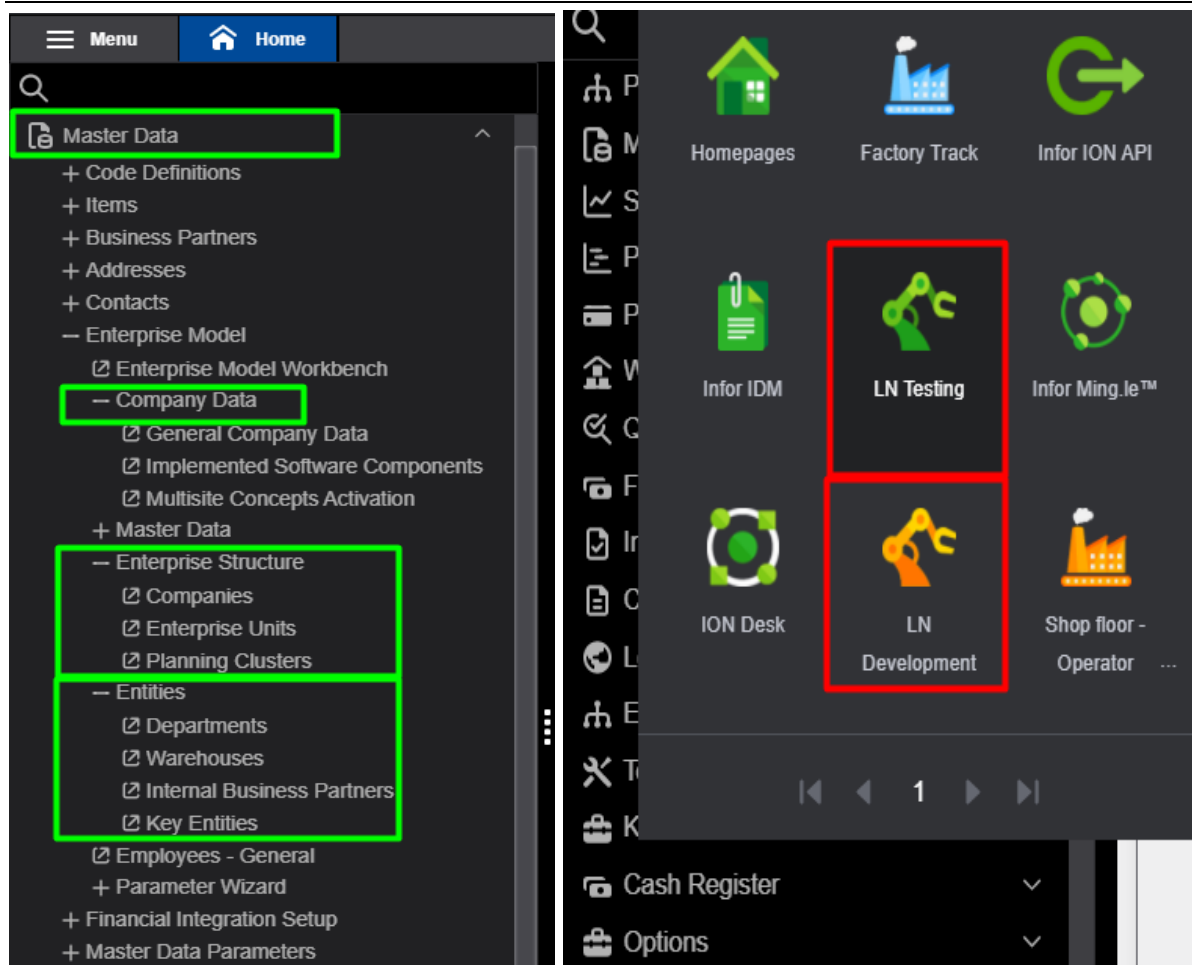 Menu
Home
Master Data
+ Code Definitions
+ Items
+ Business Partners
+ Addresses
+ Contacts
– Enterprise Model
Enterprise Model Workbench
– Company Data
General Company Data
Implemented Software Components
Multisite Concepts Activation
+ Master Data
– Enterprise Structure
Companies
Enterprise Units
Planning Clusters
– Entities
Departments
Warehouses
Internal Business Partners
Key Entities
Employees - General
+ Parameter Wizard
+ Financial Integration Setup
+ Master Data Parameters
P
M
S
P
P
W
Q
F
In
C
L
E
T
K
Cash Register
Options
Homepages
Factory Track
Infor ION API
Infor IDM
LN Testing
Infor Ming.le™
ION Desk
LN
Development
Shop floor -
Operator ...
1